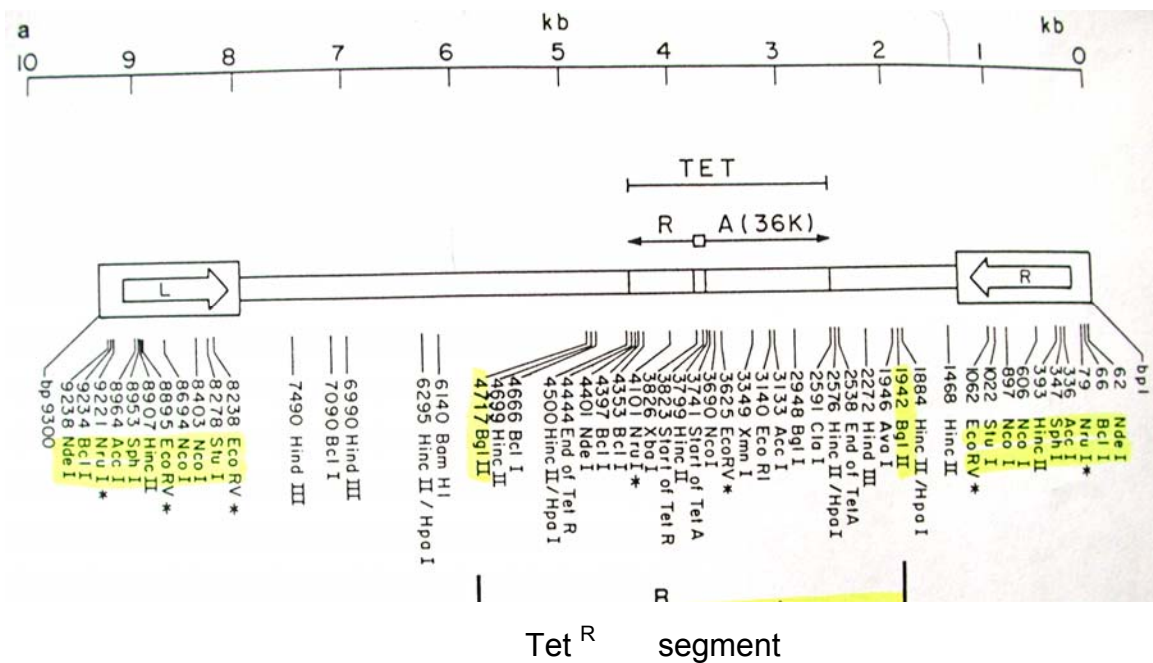 a
kb kb
10 9 8 7 6 5 4 3 2 1 0
TET
R A (36K)
L R
bp 9300
9238 Nde I
9234 Bcl I
9221 Nru I *
8964 Acc I
8953 Sph I
8907 Hinc II
8895 EcoRV *
8694 Nco I
8403 Nco I
8278 Stu I
8238 EcoRV *
7490 Hind III
7090 Bcl I
6990 Hind III
6295 Hinc II / Hpa I
6140 Bam HI
4717 Bgl II
4699 Hinc II
4666 Bcl I
4500 Hinc II/Hpa I
4444 End of Tet R
4401 Nde I
4397 Bcl I
4353 Bcl I
4101 Nru I *
3826 Xba I
3823 Start of Tet R
3799 Hinc II
3741 Start of Tet A
3690 Nco I
3625 EcoRV *
3349 Xmn I
3140 Eco RI
3133 Acc I
2948 Bgl I
2591 Cla I
2576 Hinc II/Hpa I
2538 End of TetA
2272 Hind III
1946 Ava I
1942 Bgl II
1884 Hinc II/Hpa I
1468 Hinc II
1062 EcoRV *
1022 Stu I
897 Nco I
606 Nco I
393 Hinc II
347 Sph I
336 Acc I
79 Nru I *
66 Bcl I
62 Nde I
bp 1
R
Tet R segment